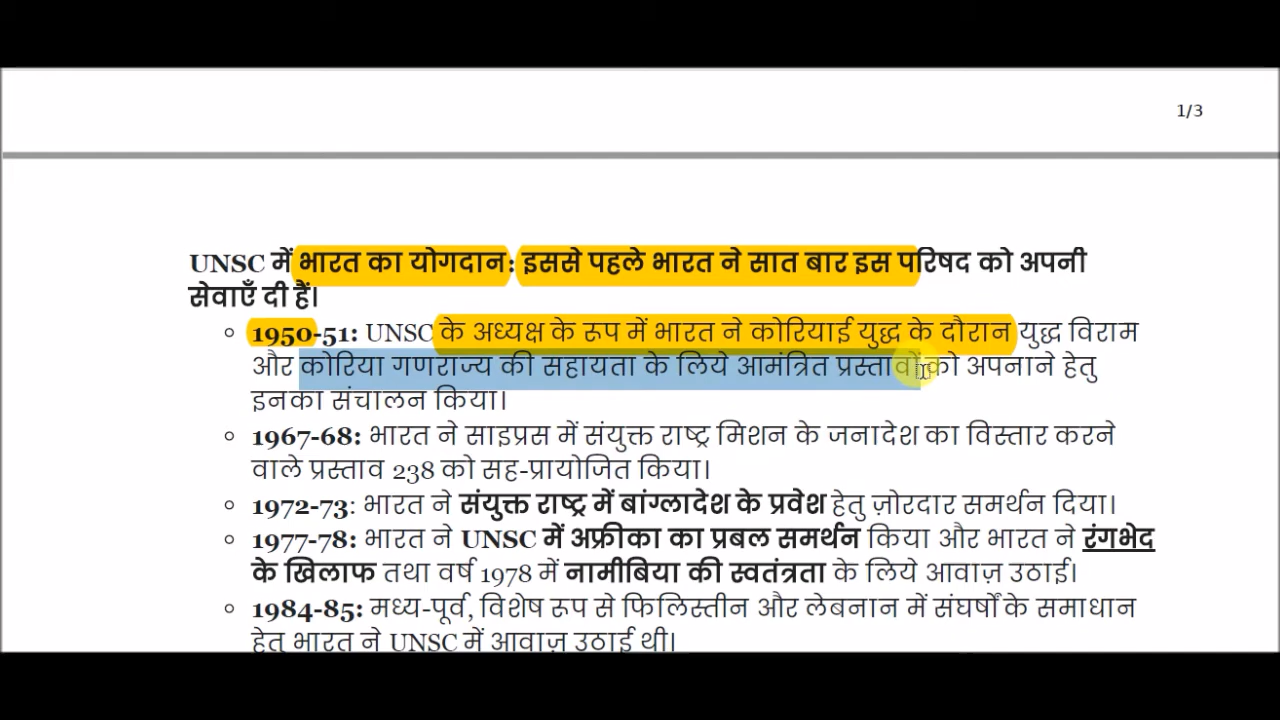 1/3
UNSC में भारत का योगदान: इससे पहले भारत ने सात बार इस परिषद को अपनी
सेवाएँ दी हैं।
1950-51: UNSC के अध्यक्ष के रूप में भारत ने कोरियाई युद्ध के दौरान युद्ध विराम
और कोरिया गणराज्य की सहायता के लिये आमंत्रित प्रस्तावों को अपनाने हेतु
इनका संचालन किया।
1967-68: भारत ने साइप्रस में संयुक्त राष्ट्र मिशन के जनादेश का विस्तार करने
वाले प्रस्ताव 238 को सह-प्रायोजित किया।
1972-73: भारत ने संयुक्त राष्ट्र में बांग्लादेश के प्रवेश हेतु ज़ोरदार समर्थन दिया।
1977-78: भारत ने UNSC में अफ्रीका का प्रबल समर्थन किया और भारत ने रंगभेद
के खिलाफ तथा वर्ष 1978 में नामीबिया की स्वतंत्रता के लिये आवाज़ उठाई।
1984-85: मध्य-पूर्व, विशेष रूप से फिलिस्तीन और लेबनान में संघर्षों के समाधान
हेतु भारत ने UNSC में आवाज़ उठाई थी।